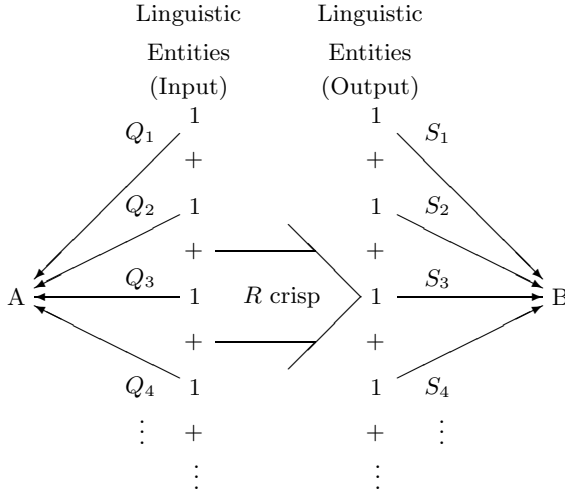 Linguistic Linguistic
Entities Entities
(Input) (Output)
Q₁ 1 1 S₁
+ +
Q₂ 1 1 S₂
+ +
A Q₃ 1 R crisp 1 S₃ B
+ +
Q₄ 1 1 S₄
⋮ + + ⋮
⋮ ⋮